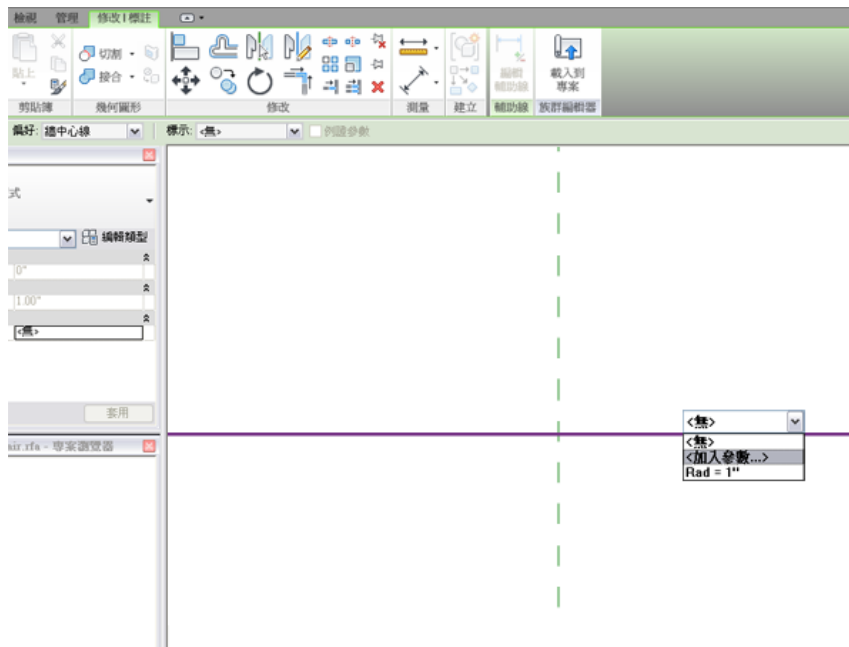 檢視 管理 修改 | 標註
切割
貼上
接合
編輯
輔助線
載入到
專案
剪貼簿 幾何圖形 修改 測量 建立 輔助線 族群編輯器
偏好: 牆中心線 標示: <無> 例證參數
式
編輯類型
0"
1.00"
<無>
套用
air.rfa - 專案瀏覽器
<無>
<無>
<加入參數...>
Rad = 1"